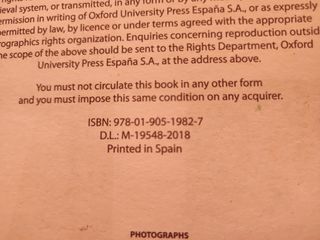 eval system, or transmitted, in any form or by any
ermission in writing of Oxford University Press España S.A., or as expressly
permitted by law, by licence or under terms agreed with the appropriate
rographics rights organization. Enquiries concerning reproduction outsid
he scope of the above should be sent to the Rights Department, Oxford
University Press España S.A., at the address above.
You must not circulate this book in any other form
and you must impose this same condition on any acquirer.
ISBN: 978-01-905-1982-7
D.L.: M-19548-2018
Printed in Spain
PHOTOGRAPHS